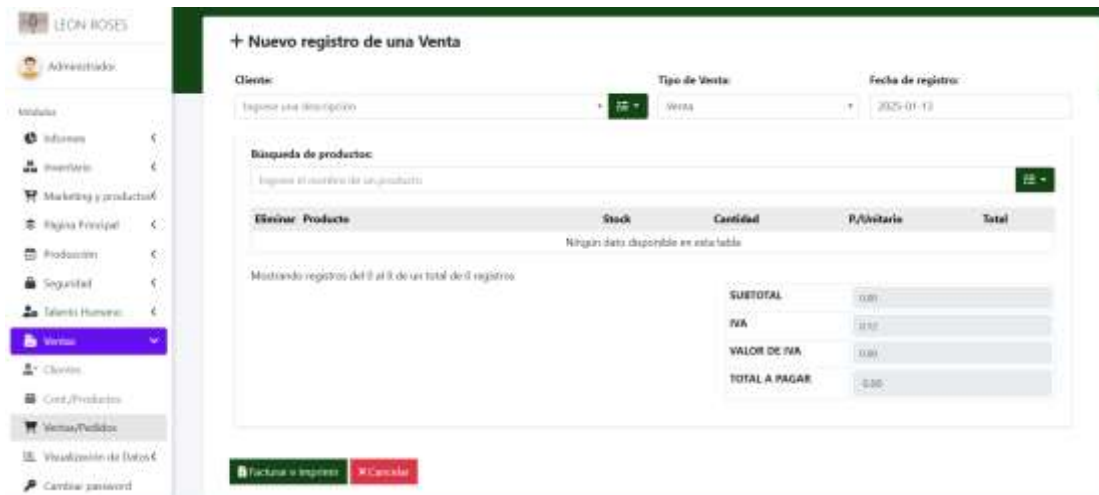 LEON ROSES
Administrador
Módulos
Informes
Inventario
Marketing y productos
Página Principal
Producción
Seguridad
Talento Humano
Ventas
Clientes
Cont./Productos
Ventas/Pedidos
Visualización de Datos
Cambiar password
+ Nuevo registro de una Venta
Cliente: Tipo de Venta: Fecha de registro:
Ingrese una descripción Venta 2025-01-13
Búsqueda de productos:
Ingrese el nombre de un producto
Eliminar Producto Stock Cantidad P./Unitario Total
Ningún dato disponible en esta tabla
Mostrando registros del 0 al 0 de un total de 0 registros
SUBTOTAL 0.00
IVA 0.12
VALOR DE IVA 0.00
TOTAL A PAGAR 0.00
Facturar e imprimir Cancelar